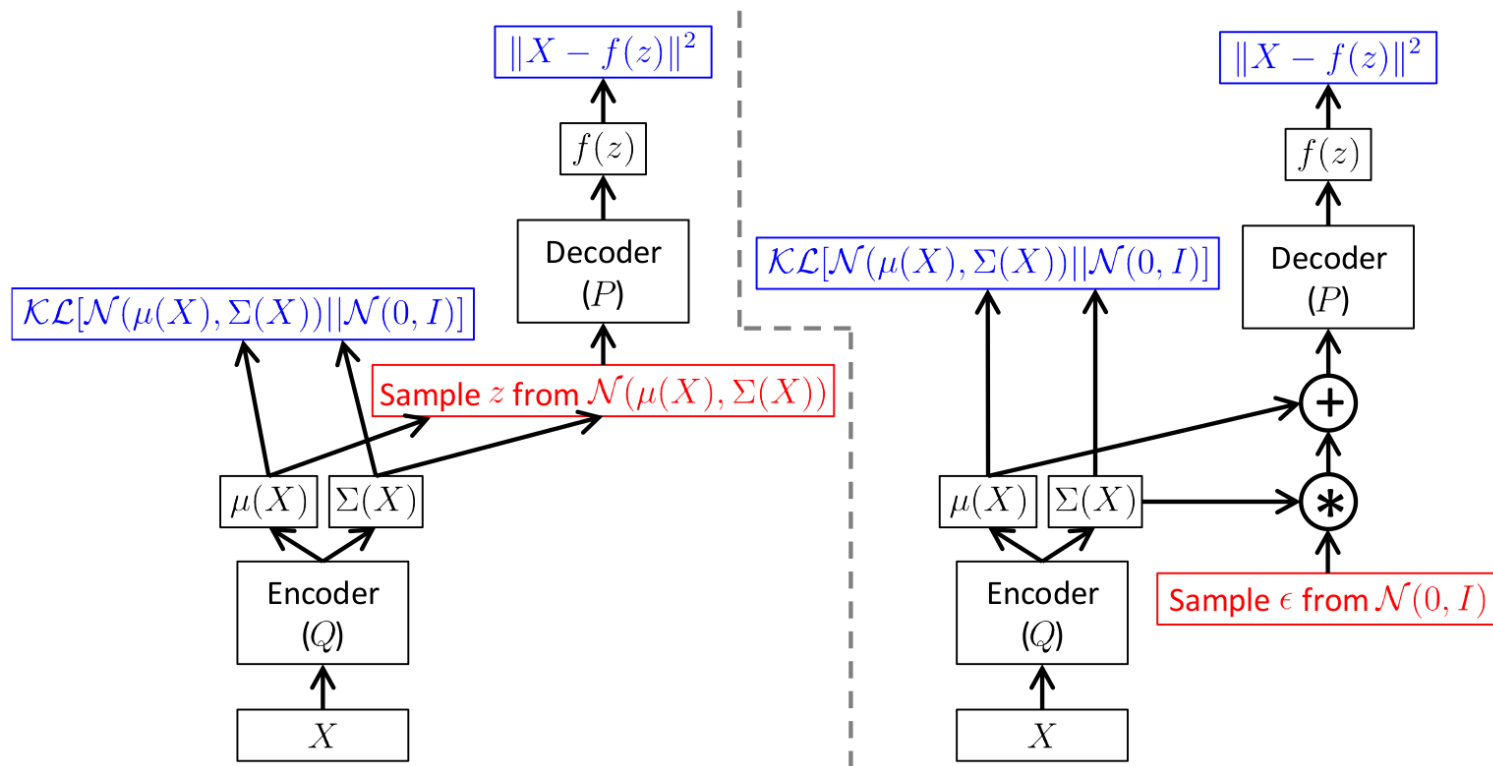 ‖X − f(z)‖²
f(z)
Decoder
(P)
𝒦ℒ[𝒩(μ(X), Σ(X))||𝒩(0, I)]
Sample z from 𝒩(μ(X), Σ(X))
μ(X)
Σ(X)
Encoder
(Q)
X
‖X − f(z)‖²
f(z)
Decoder
(P)
𝒦ℒ[𝒩(μ(X), Σ(X))||𝒩(0, I)]
+
μ(X)
Σ(X)
*
Sample ϵ from 𝒩(0, I)
Encoder
(Q)
X